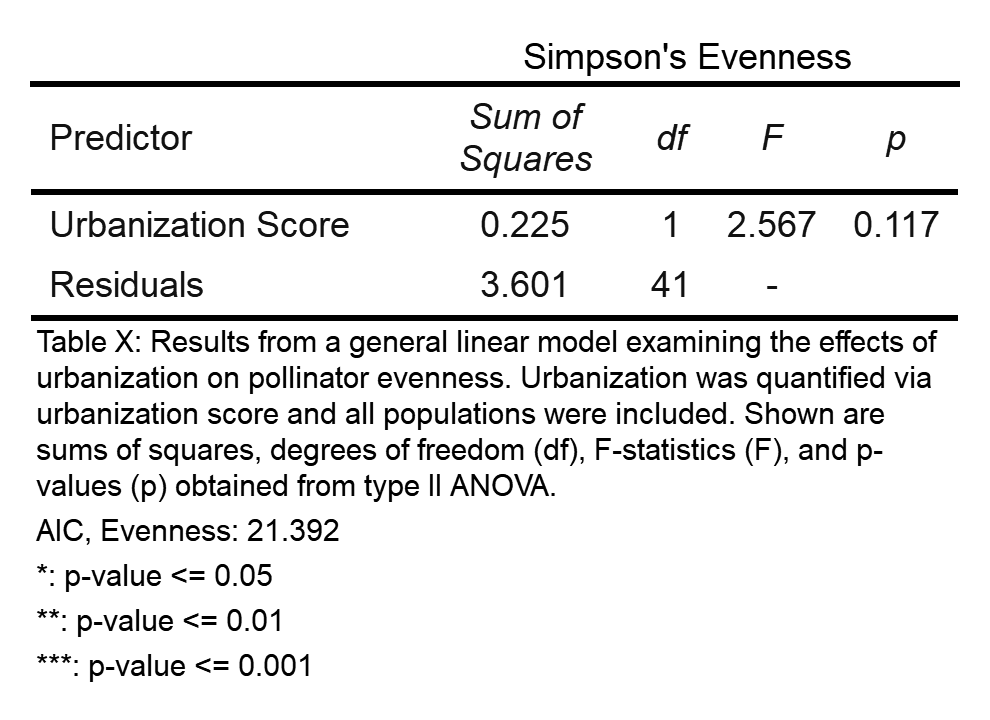 Simpson's Evenness
Predictor Sum of Squares df F p
Urbanization Score 0.225 1 2.567 0.117
Residuals 3.601 41 -
Table X: Results from a general linear model examining the effects of
urbanization on pollinator evenness. Urbanization was quantified via
urbanization score and all populations were included. Shown are
sums of squares, degrees of freedom (df), F-statistics (F), and p-
values (p) obtained from type II ANOVA.
AIC, Evenness: 21.392
*: p-value <= 0.05
**: p-value <= 0.01
***: p-value <= 0.001